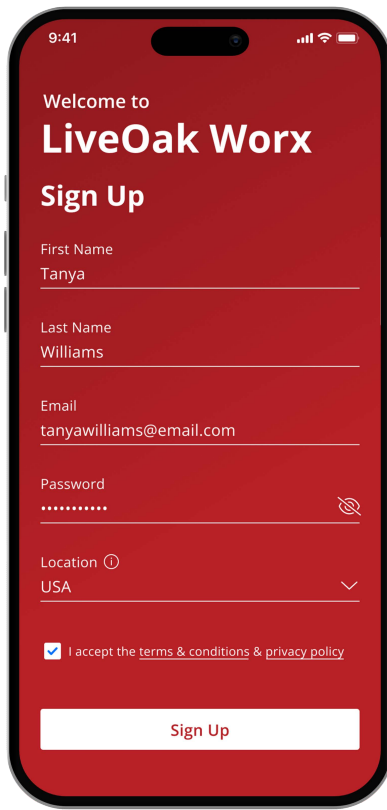 9:41
Welcome to
LiveOak Worx
Sign Up
First Name
Tanya
Last Name
Williams
Email
tanyawilliams@email.com
Password
•••••••••••
Location ⓘ
USA
I accept the terms & conditions & privacy policy
Sign Up